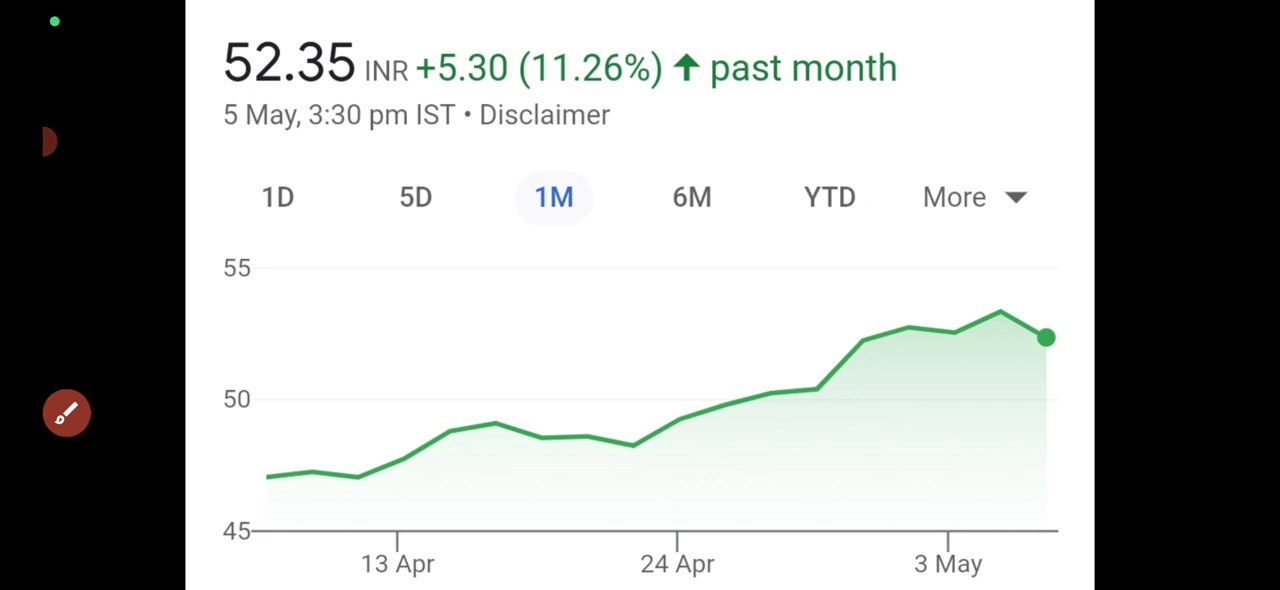 52.35 INR +5.30 (11.26%) ↑ past month
5 May, 3:30 pm IST • Disclaimer
1D 5D 1M 6M YTD More
55
50
45
13 Apr 24 Apr 3 May